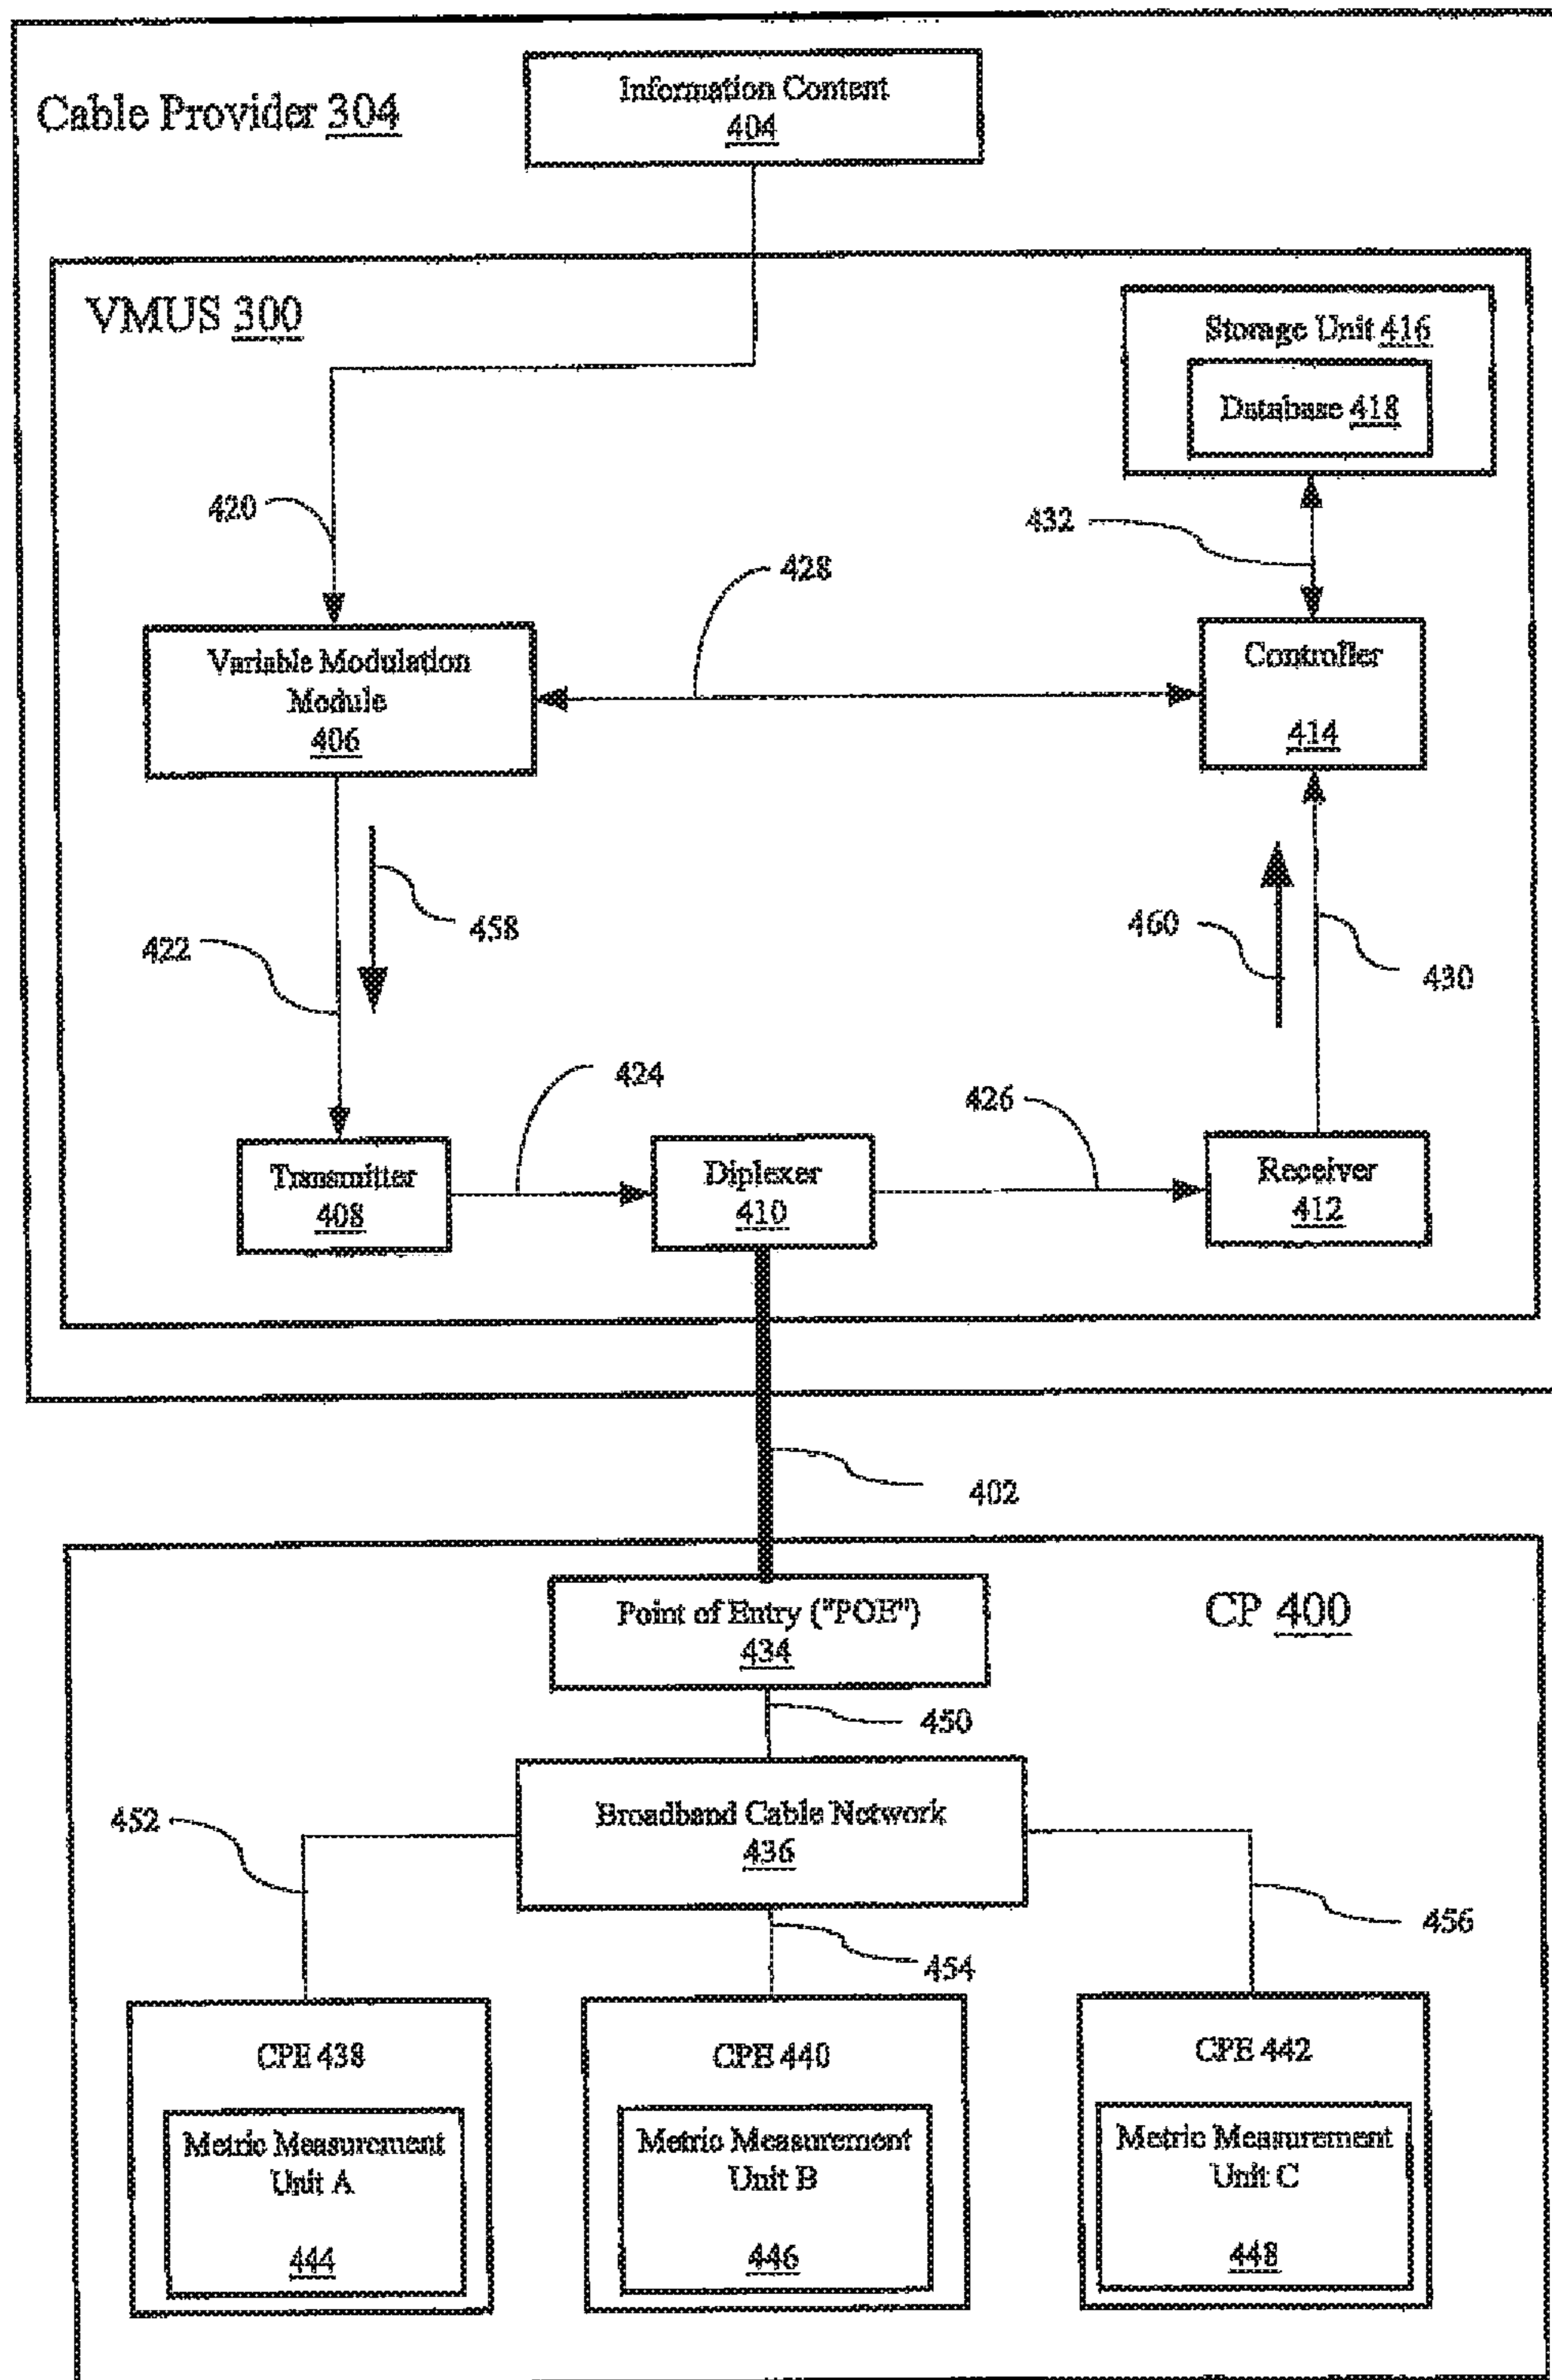 Information Content
404
Cable Provider 304
VMUS 300
Storage Unit 416
Database 418
420
432
428
Variable Modulation
Module
406
Controller
414
458
422
460
430
424
426
Transmitter
408
Diplexer
410
Receiver
412
402
Point of Entry ("POE")
434
CP 400
450
Broadband Cable Network
436
452
456
454
CPE 438
CPE 440
CPE 442
Metric Measurement
Unit A
444
Metric Measurement
Unit B
446
Metric Measurement
Unit C
448